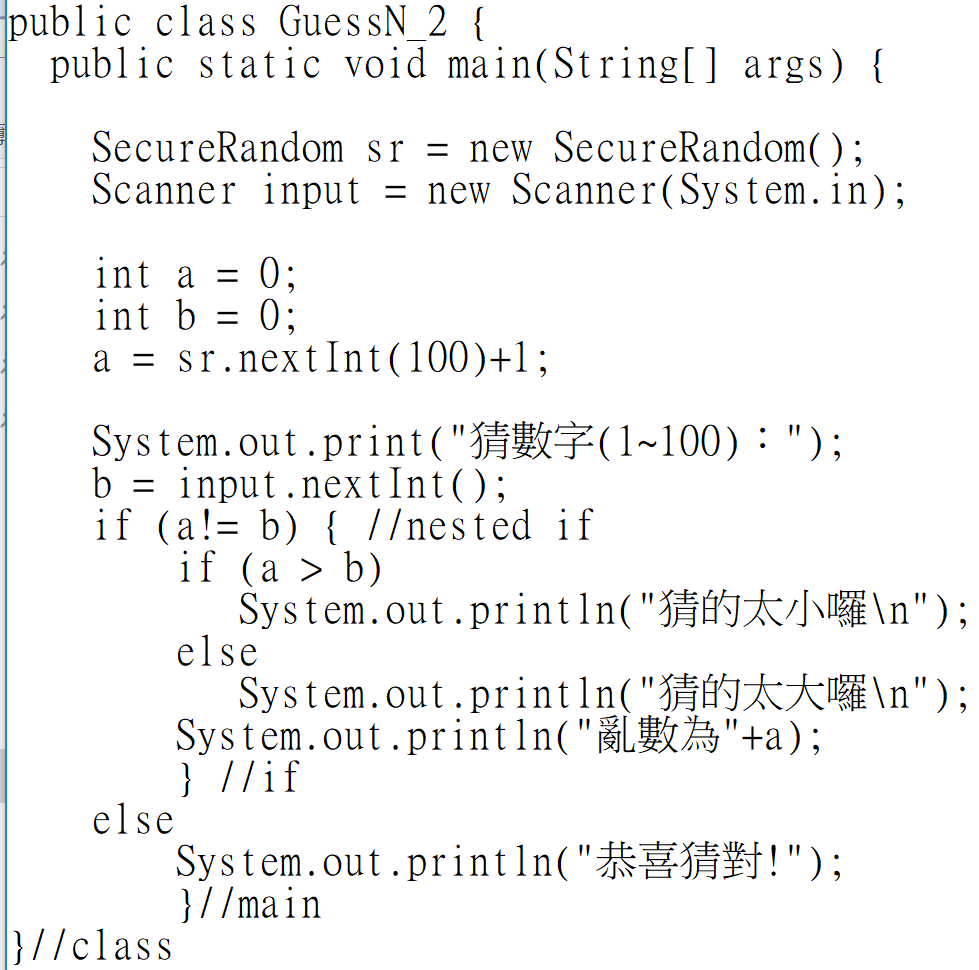 public class GuessN_2 {
public static void main(String[] args) {
SecureRandom sr = new SecureRandom();
Scanner input = new Scanner(System.in);
int a = 0;
int b = 0;
a = sr.nextInt(100)+1;
System.out.print("猜數字(1~100)：");
b = input.nextInt();
if (a!= b) { //nested if
if (a > b)
System.out.println("猜的太小囉\n");
else
System.out.println("猜的太大囉\n");
System.out.println("亂數為"+a);
} //if
else
System.out.println("恭喜猜對!");
}//main
}//class